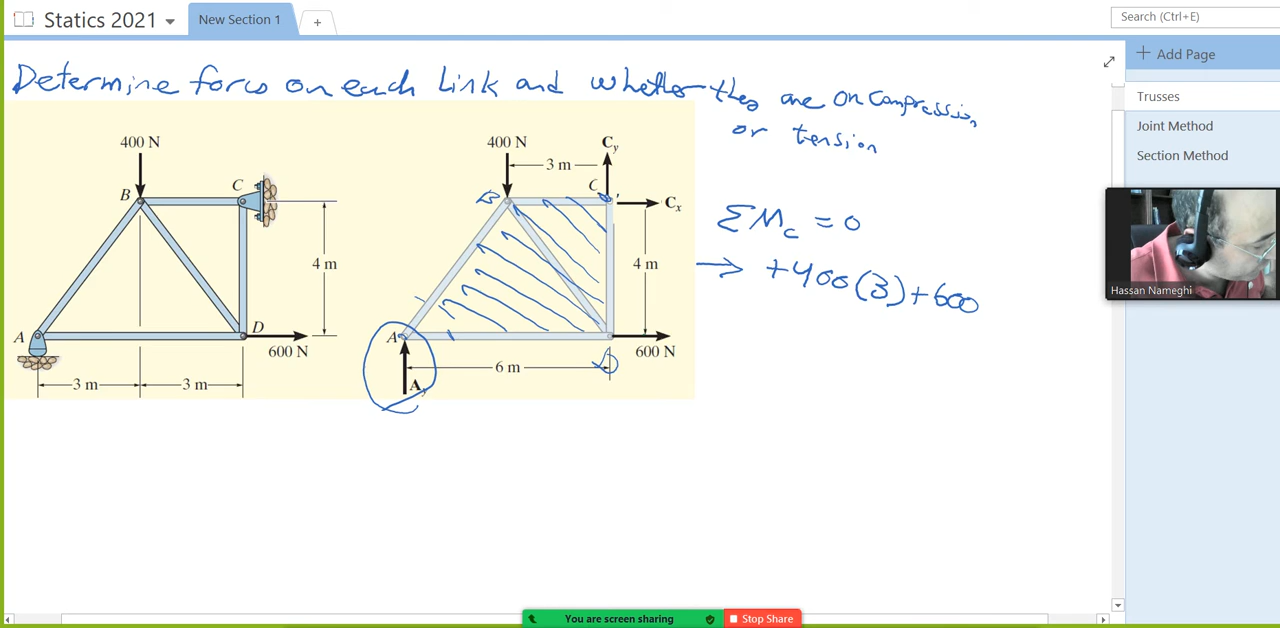 Statics 2021
New Section 1
+
Search (Ctrl+E)
+ Add Page
Trusses
Joint Method
Section Method
Determine force on each Link and whether they are on compression
or tension
400 N
B
C
4 m
A
D
600 N
3 m
3 m
400 N
Cy
3 m
B
C
Cx
4 m
A
600 N
6 m
D
A
ΣMc = 0
→ +400(3)+600
Hassan Nameghi
You are screen sharing
Stop Share